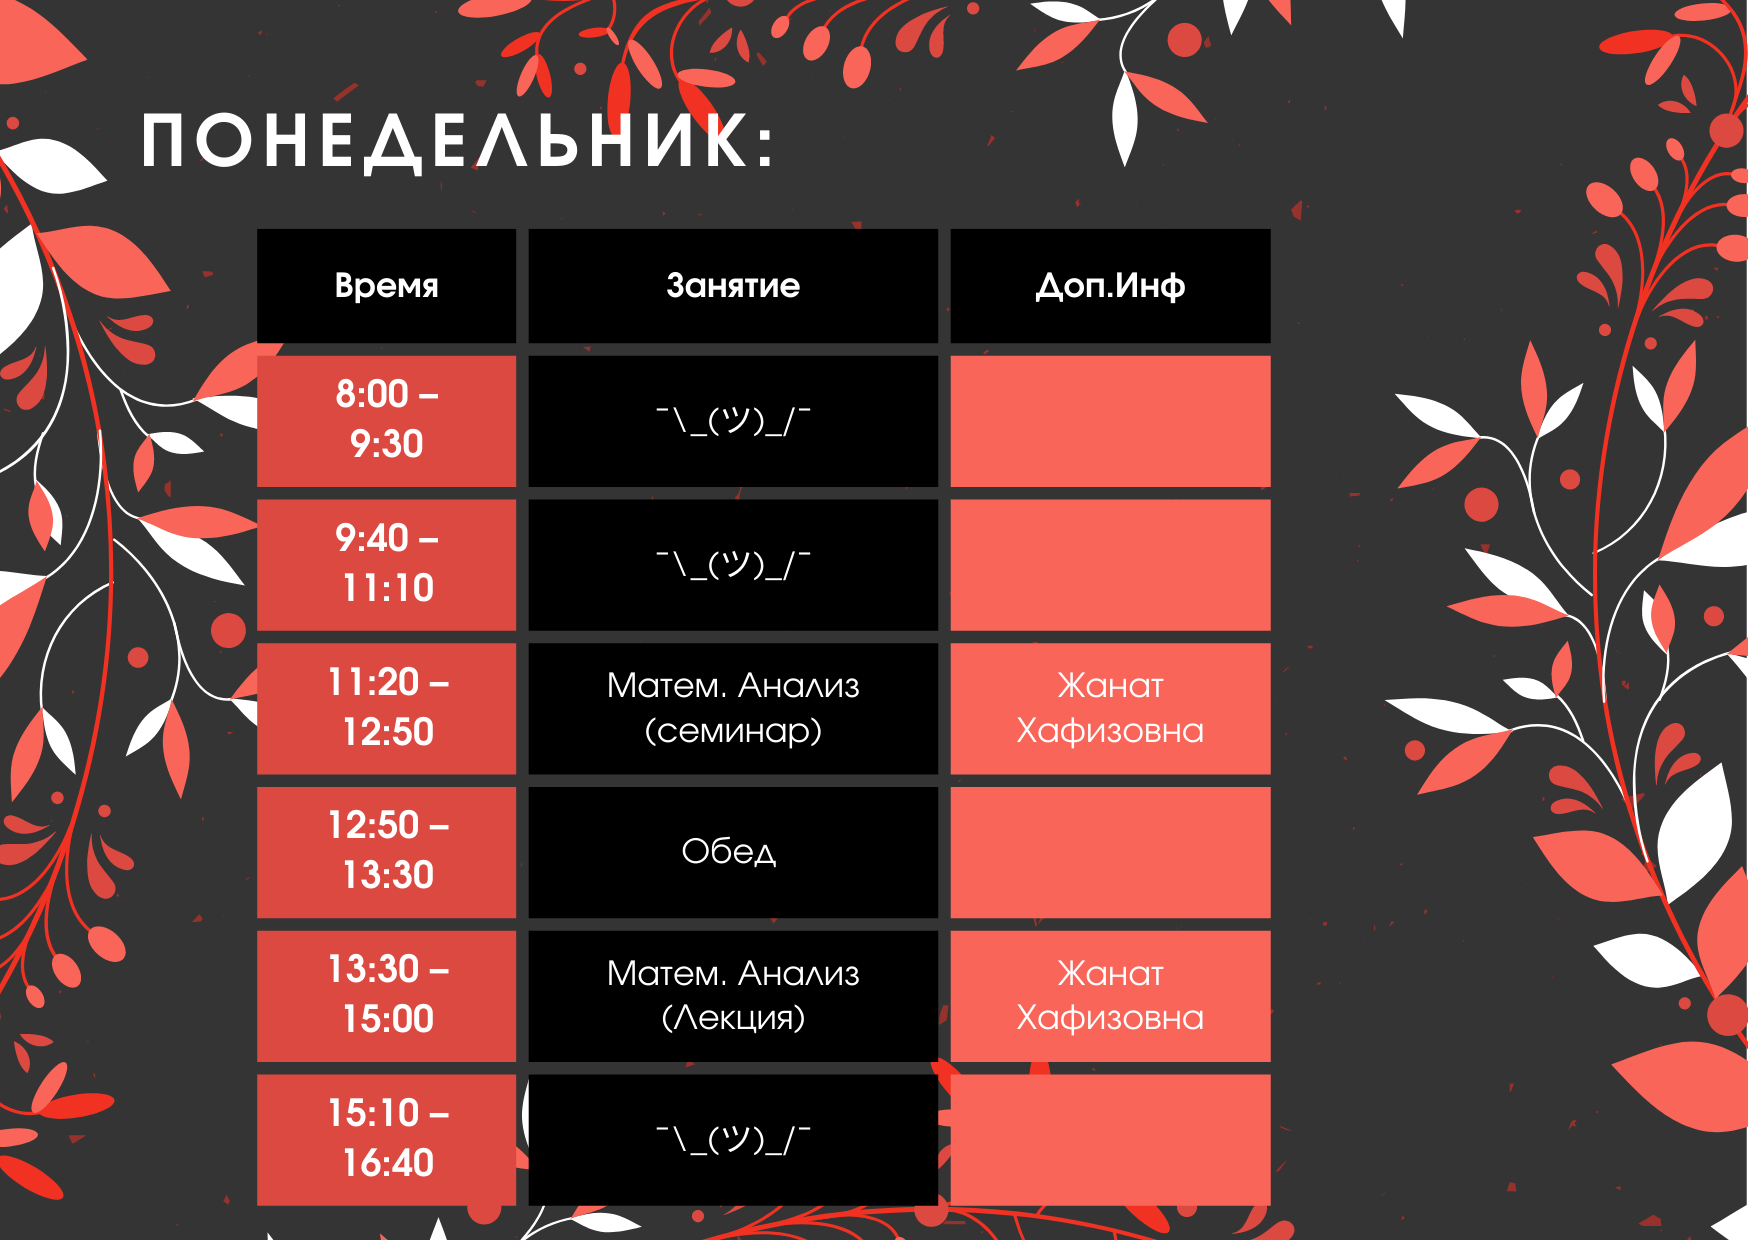 ПОНЕДЕЛЬНИК:
Время
Занятие
Доп.Инф
8:00 –
9:30
¯\_(ツ)_/¯
9:40 –
11:10
¯\_(ツ)_/¯
11:20 –
12:50
Матем. Анализ
(семинар)
Жанат
Хафизовна
12:50 –
13:30
Обед
13:30 –
15:00
Матем. Анализ
(Лекция)
Жанат
Хафизовна
15:10 –
16:40
¯\_(ツ)_/¯